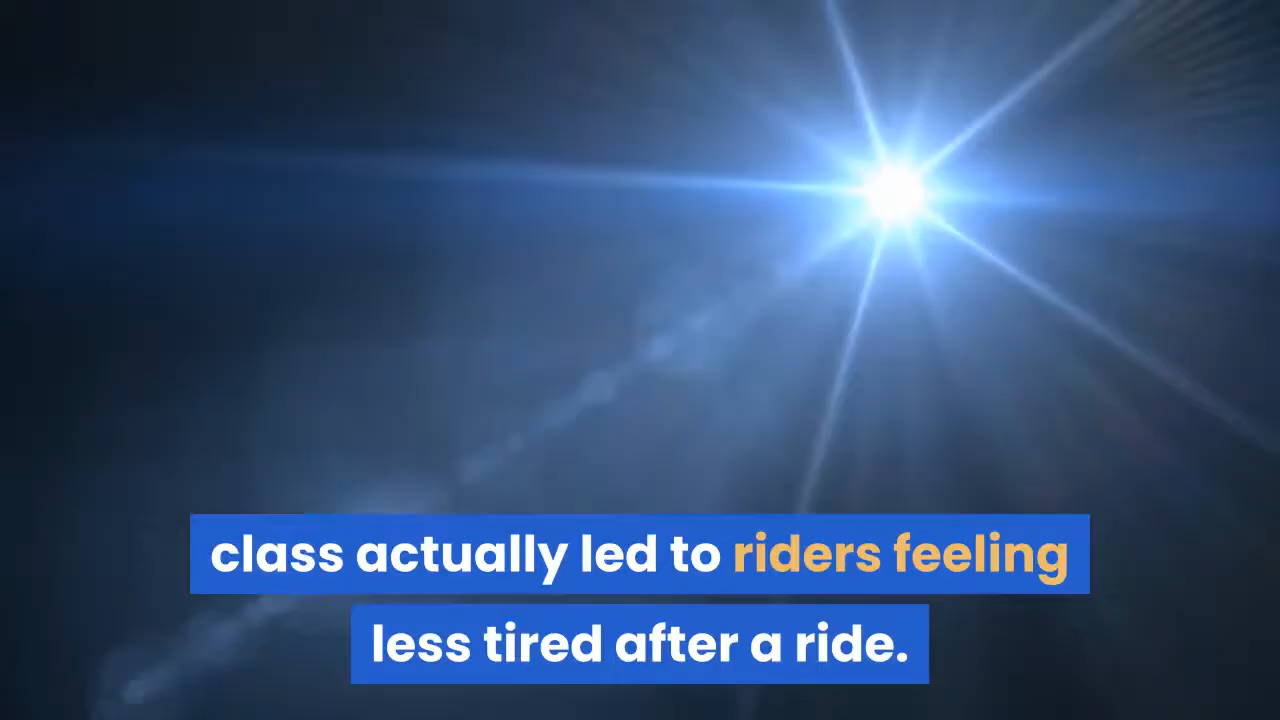 class actually led to riders feeling
less tired after a ride.